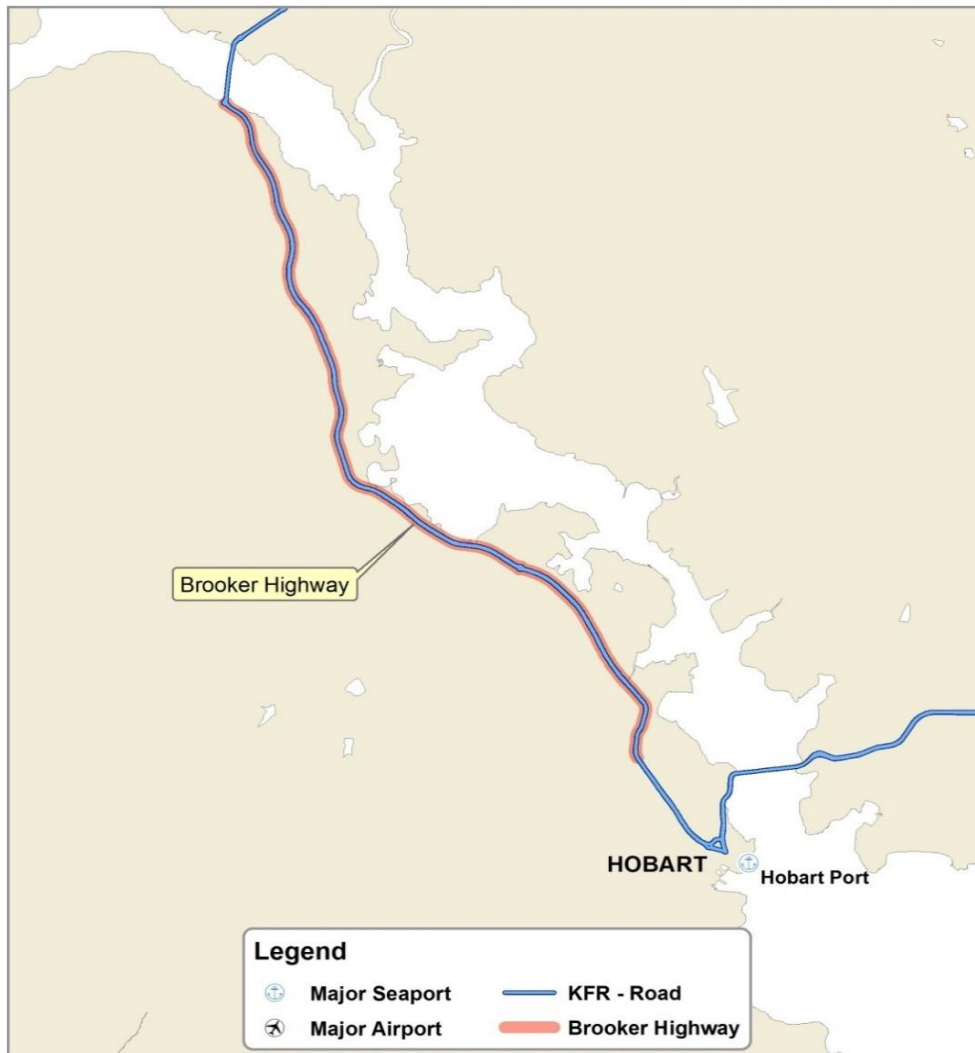 Brooker Highway
HOBART
Hobart Port
Legend
Major Seaport
KFR - Road
Major Airport
Brooker Highway